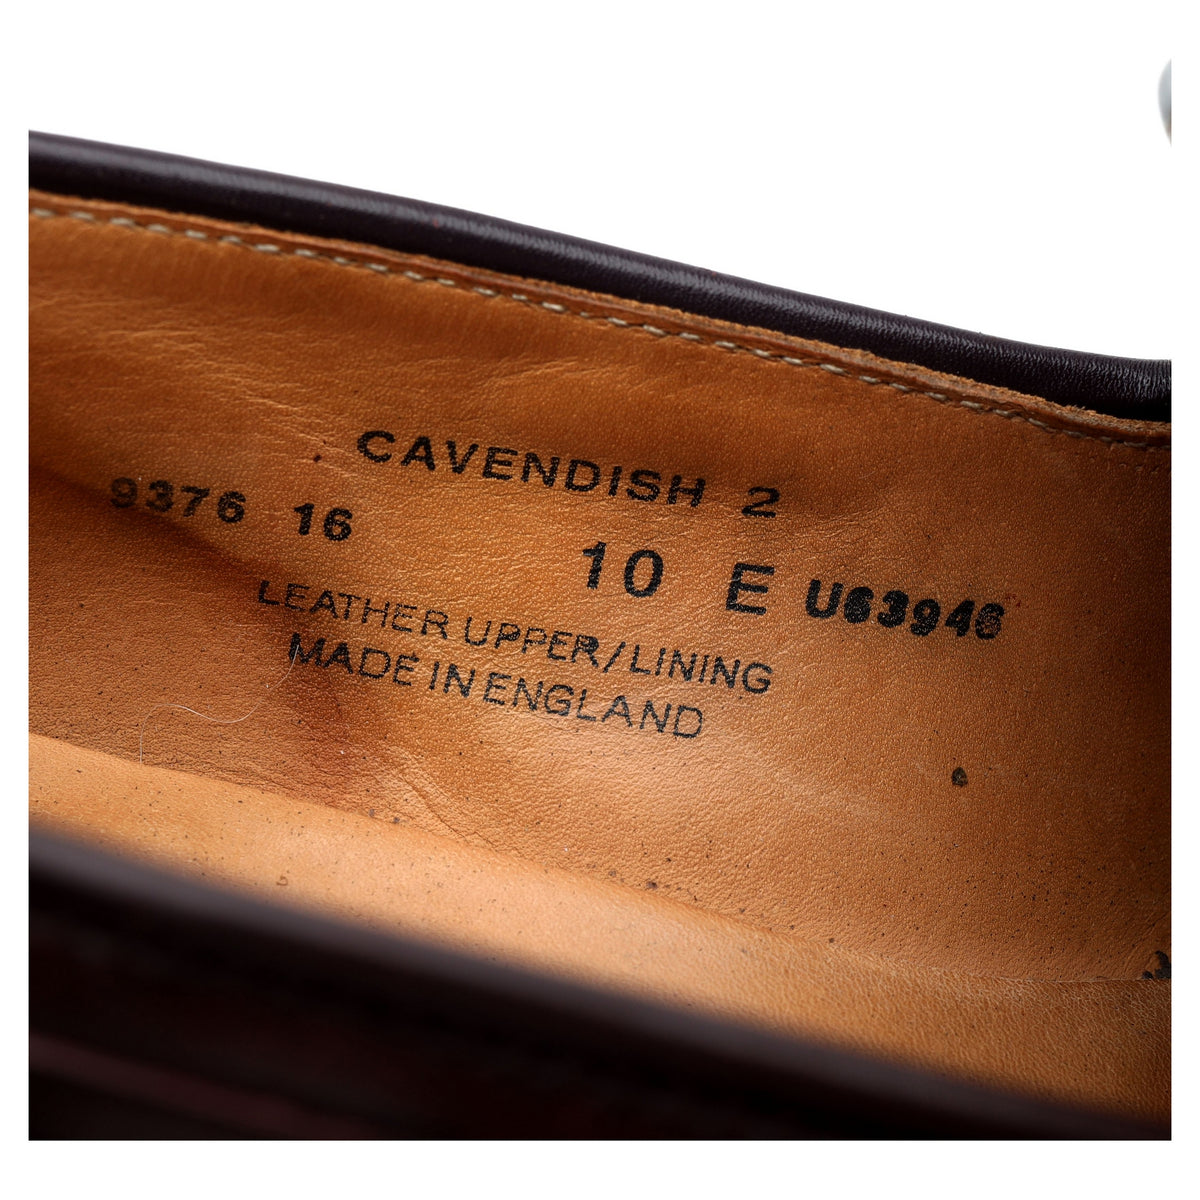 CAVENDISH 2
9376 16 10 E U63946
LEATHER UPPER/LINING
MADE IN ENGLAND